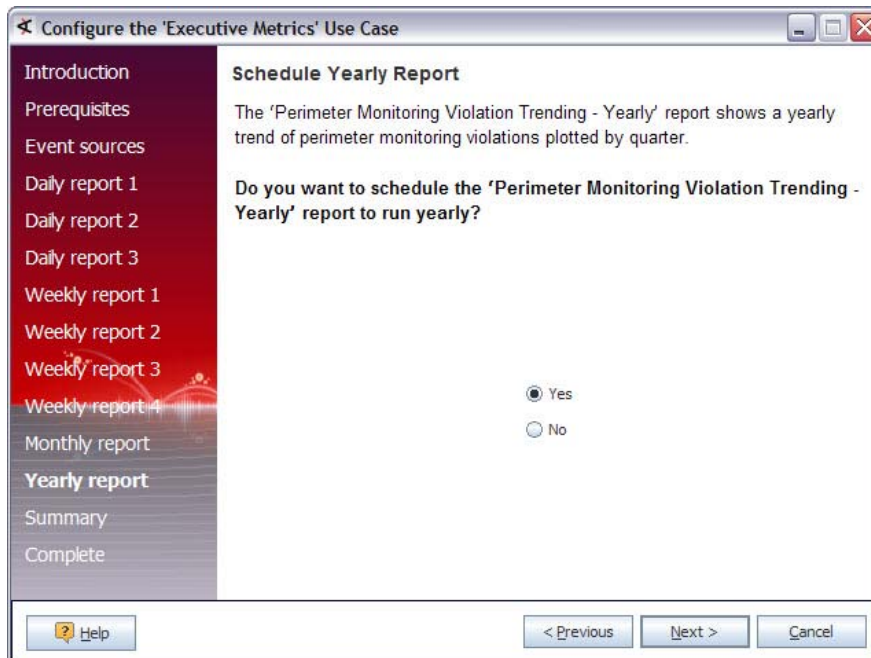 Configure the 'Executive Metrics' Use Case
Introduction
Prerequisites
Event sources
Daily report 1
Daily report 2
Daily report 3
Weekly report 1
Weekly report 2
Weekly report 3
Weekly report 4
Monthly report
Yearly report
Summary
Complete
Schedule Yearly Report
The 'Perimeter Monitoring Violation Trending - Yearly' report shows a yearly
trend of perimeter monitoring violations plotted by quarter.
Do you want to schedule the 'Perimeter Monitoring Violation Trending -
Yearly' report to run yearly?
Yes
No
Help
< Previous
Next >
Cancel